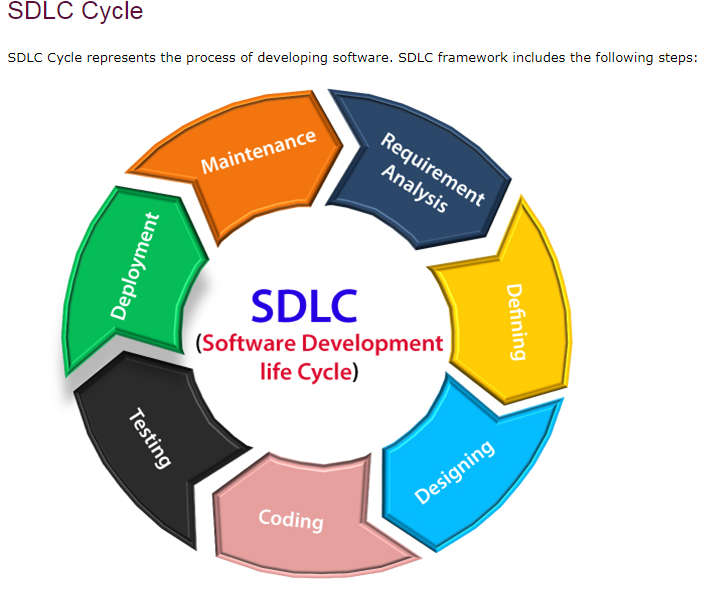 SDLC Cycle
SDLC Cycle represents the process of developing software. SDLC framework includes the following steps:
Maintenance
Requirement
Analysis
Deployment
Defining
SDLC
(Software Development
life Cycle)
Testing
Designing
Coding